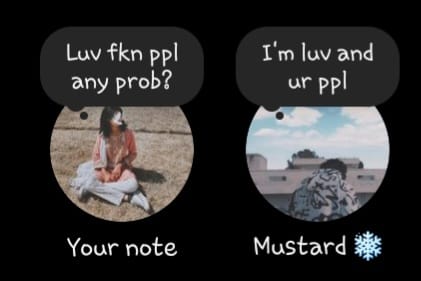 Luv fkn ppl
any prob?
I'm luv and
ur ppl
Your note
Mustard ❄️